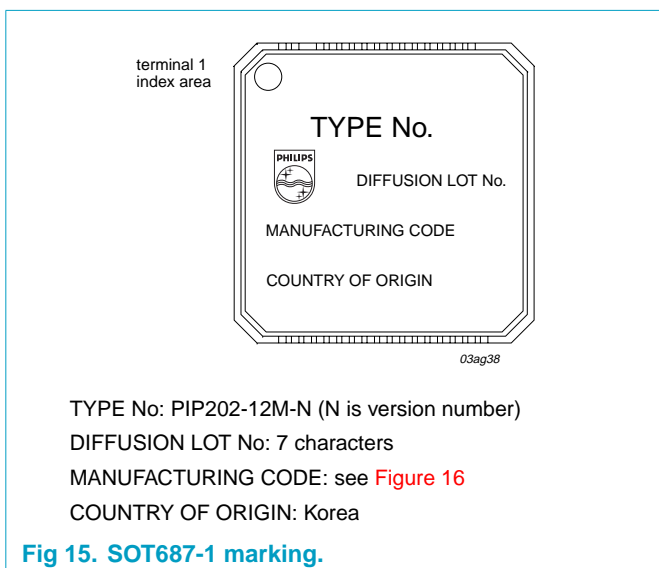 terminal 1
index area
TYPE No.
PHILIPS
DIFFUSION LOT No.
MANUFACTURING CODE
COUNTRY OF ORIGIN
03ag38
TYPE No: PIP202-12M-N (N is version number)
DIFFUSION LOT No: 7 characters
MANUFACTURING CODE: see Figure 16
COUNTRY OF ORIGIN: Korea
Fig 15. SOT687-1 marking.